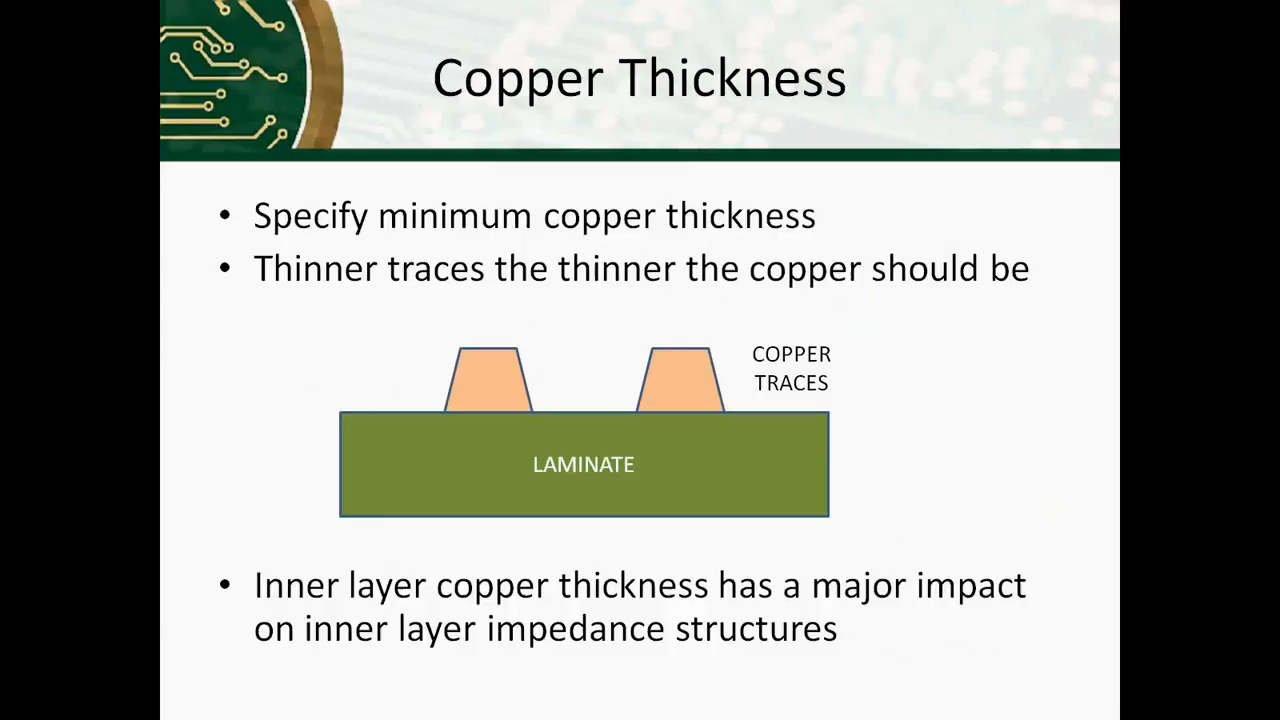 Copper Thickness
• Specify minimum copper thickness
• Thinner traces the thinner the copper should be
COPPER
TRACES
LAMINATE
• Inner layer copper thickness has a major impact
on inner layer impedance structures